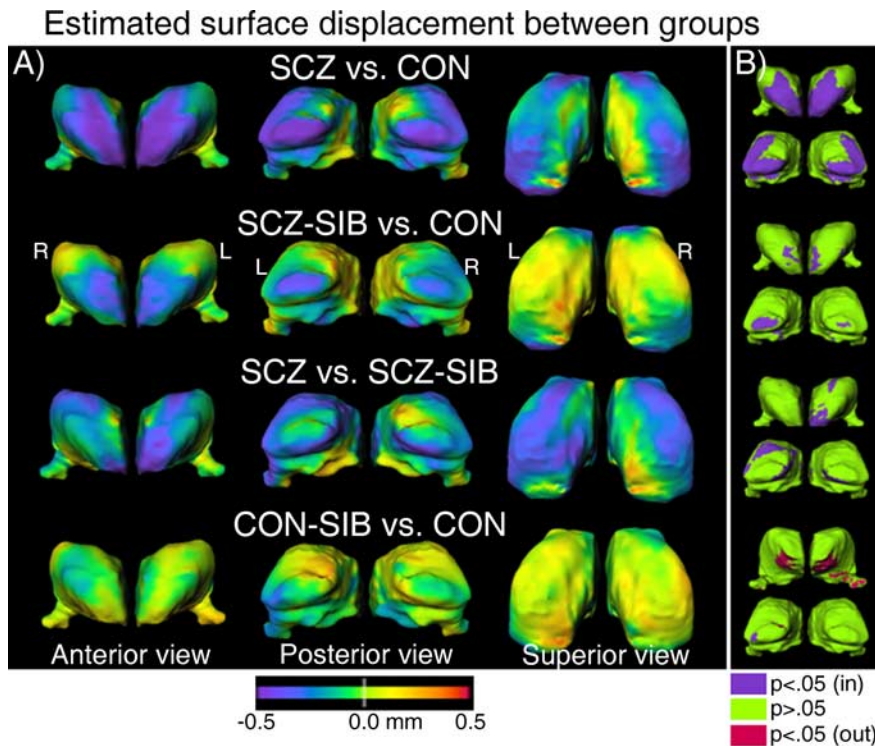 Estimated surface displacement between groups
A)
B)
SCZ vs. CON
SCZ-SIB vs. CON
R
L
L
R
L
R
SCZ vs. SCZ-SIB
CON-SIB vs. CON
Anterior view
Posterior view
Superior view
-0.5
0.0 mm
0.5
p<.05 (in)
p>.05
p<.05 (out)